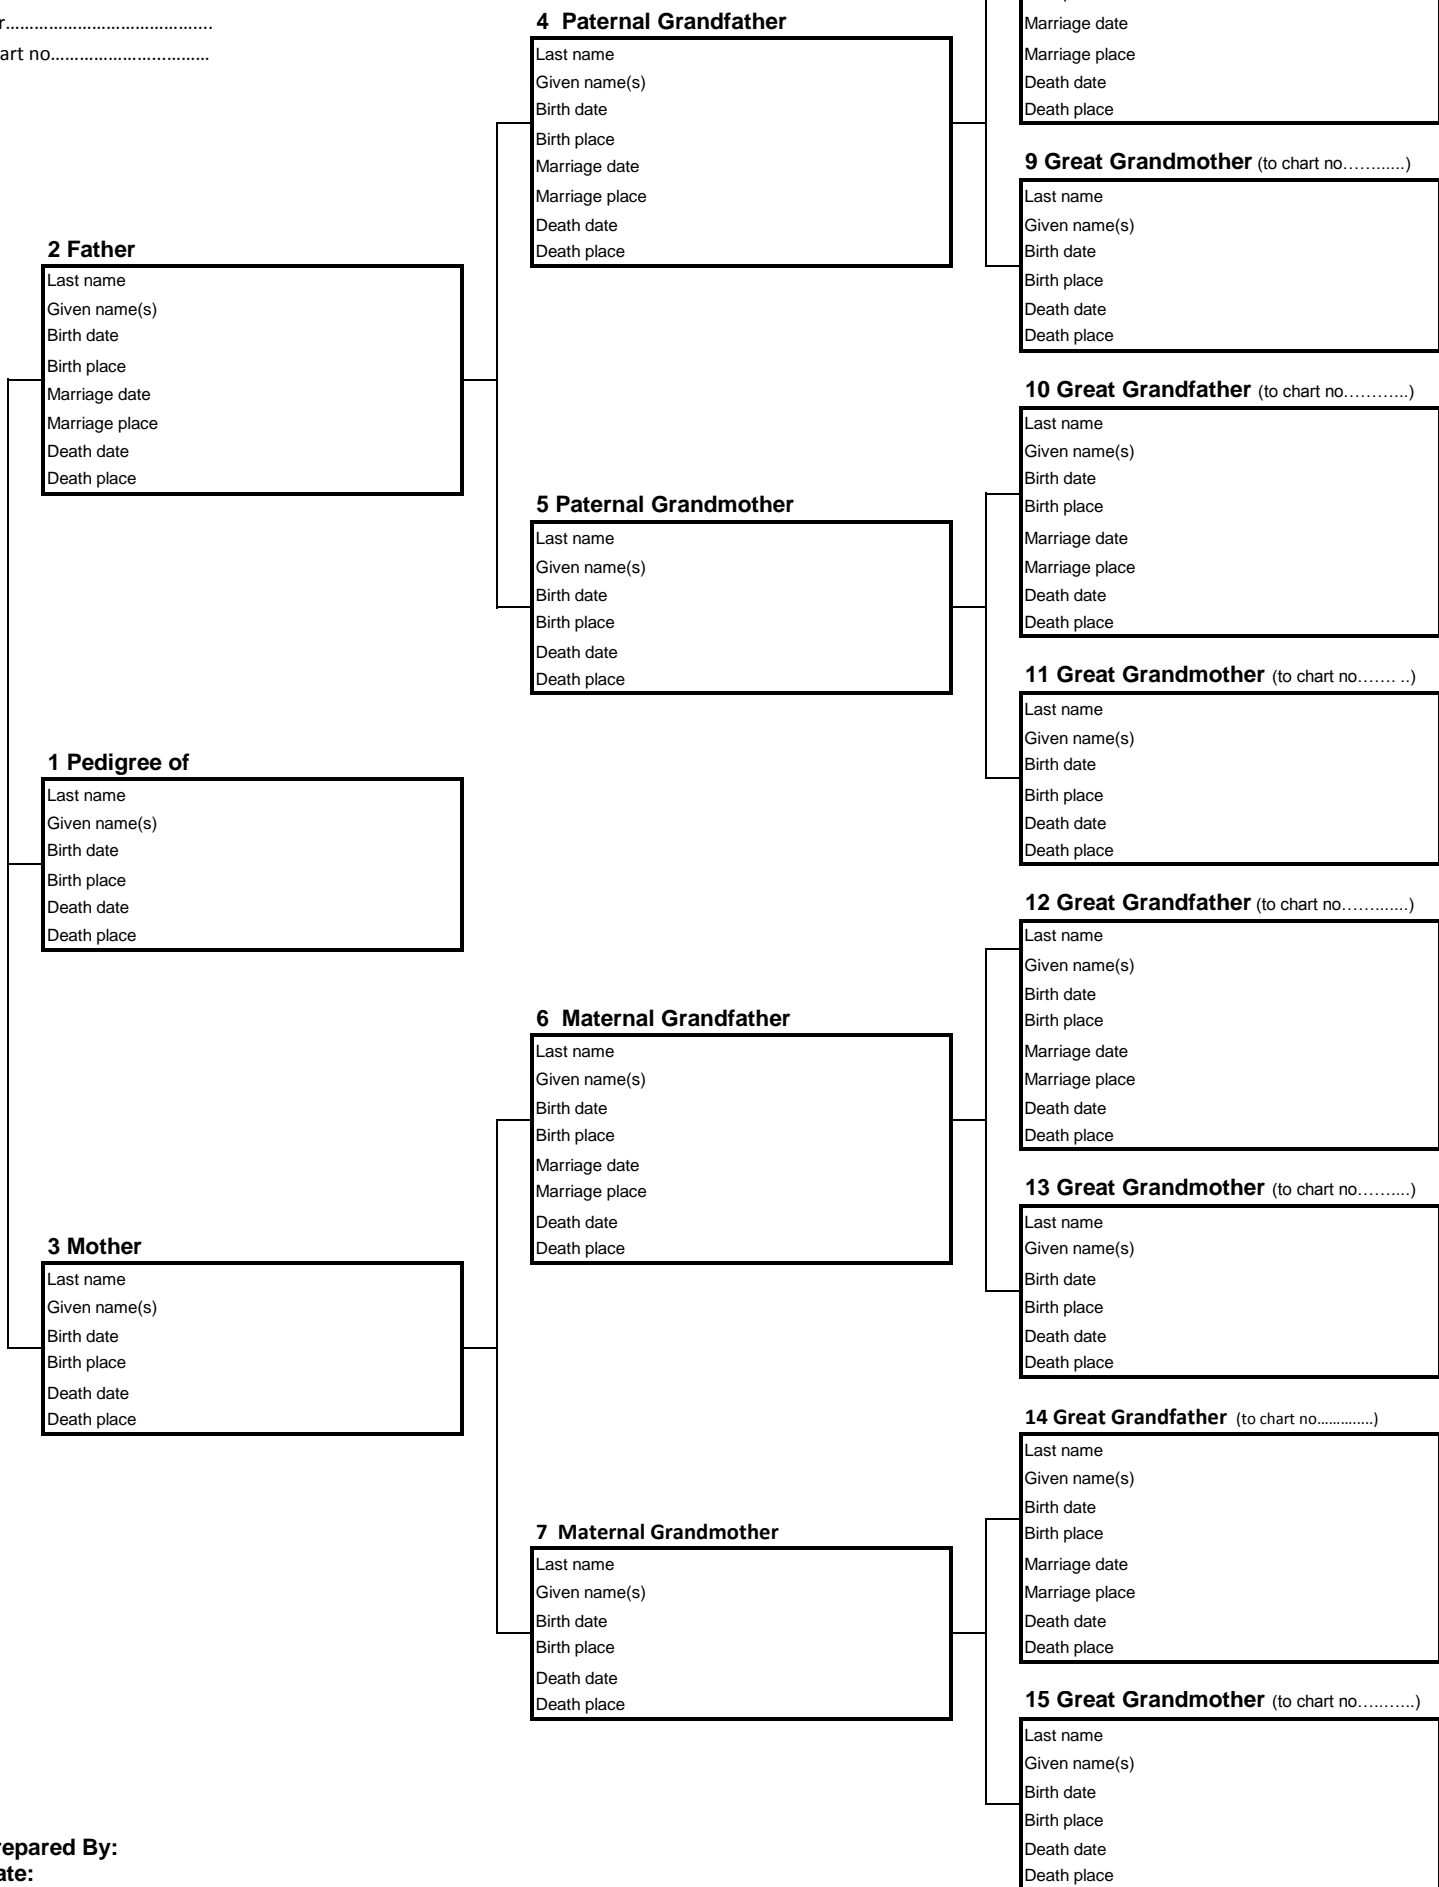 r…………………………………...
art no…………………..………
2 Father
Last name
Given name(s)
Birth date
Birth place
Marriage date
Marriage place
Death date
Death place
1 Pedigree of
Last name
Given name(s)
Birth date
Birth place
Death date
Death place
3 Mother
Last name
Given name(s)
Birth date
Birth place
Death date
Death place
repared By:
ate:
4 Paternal Grandfather
Last name
Given name(s)
Birth date
Birth place
Marriage date
Marriage place
Death date
Death place
5 Paternal Grandmother
Last name
Given name(s)
Birth date
Birth place
Death date
Death place
6 Maternal Grandfather
Last name
Given name(s)
Birth date
Birth place
Marriage date
Marriage place
Death date
Death place
7 Maternal Grandmother
Last name
Given name(s)
Birth date
Birth place
Death date
Death place
Marriage date
Marriage place
Death date
Death place
9 Great Grandmother (to chart no…….....)
Last name
Given name(s)
Birth date
Birth place
Death date
Death place
10 Great Grandfather (to chart no………...)
Last name
Given name(s)
Birth date
Birth place
Marriage date
Marriage place
Death date
Death place
11 Great Grandmother (to chart no……. ..)
Last name
Given name(s)
Birth date
Birth place
Death date
Death place
12 Great Grandfather (to chart no……......)
Last name
Given name(s)
Birth date
Birth place
Marriage date
Marriage place
Death date
Death place
13 Great Grandmother (to chart no……....)
Last name
Given name(s)
Birth date
Birth place
Death date
Death place
14 Great Grandfather (to chart no…………..)
Last name
Given name(s)
Birth date
Birth place
Marriage date
Marriage place
Death date
Death place
15 Great Grandmother (to chart no….…...)
Last name
Given name(s)
Birth date
Birth place
Death date
Death place